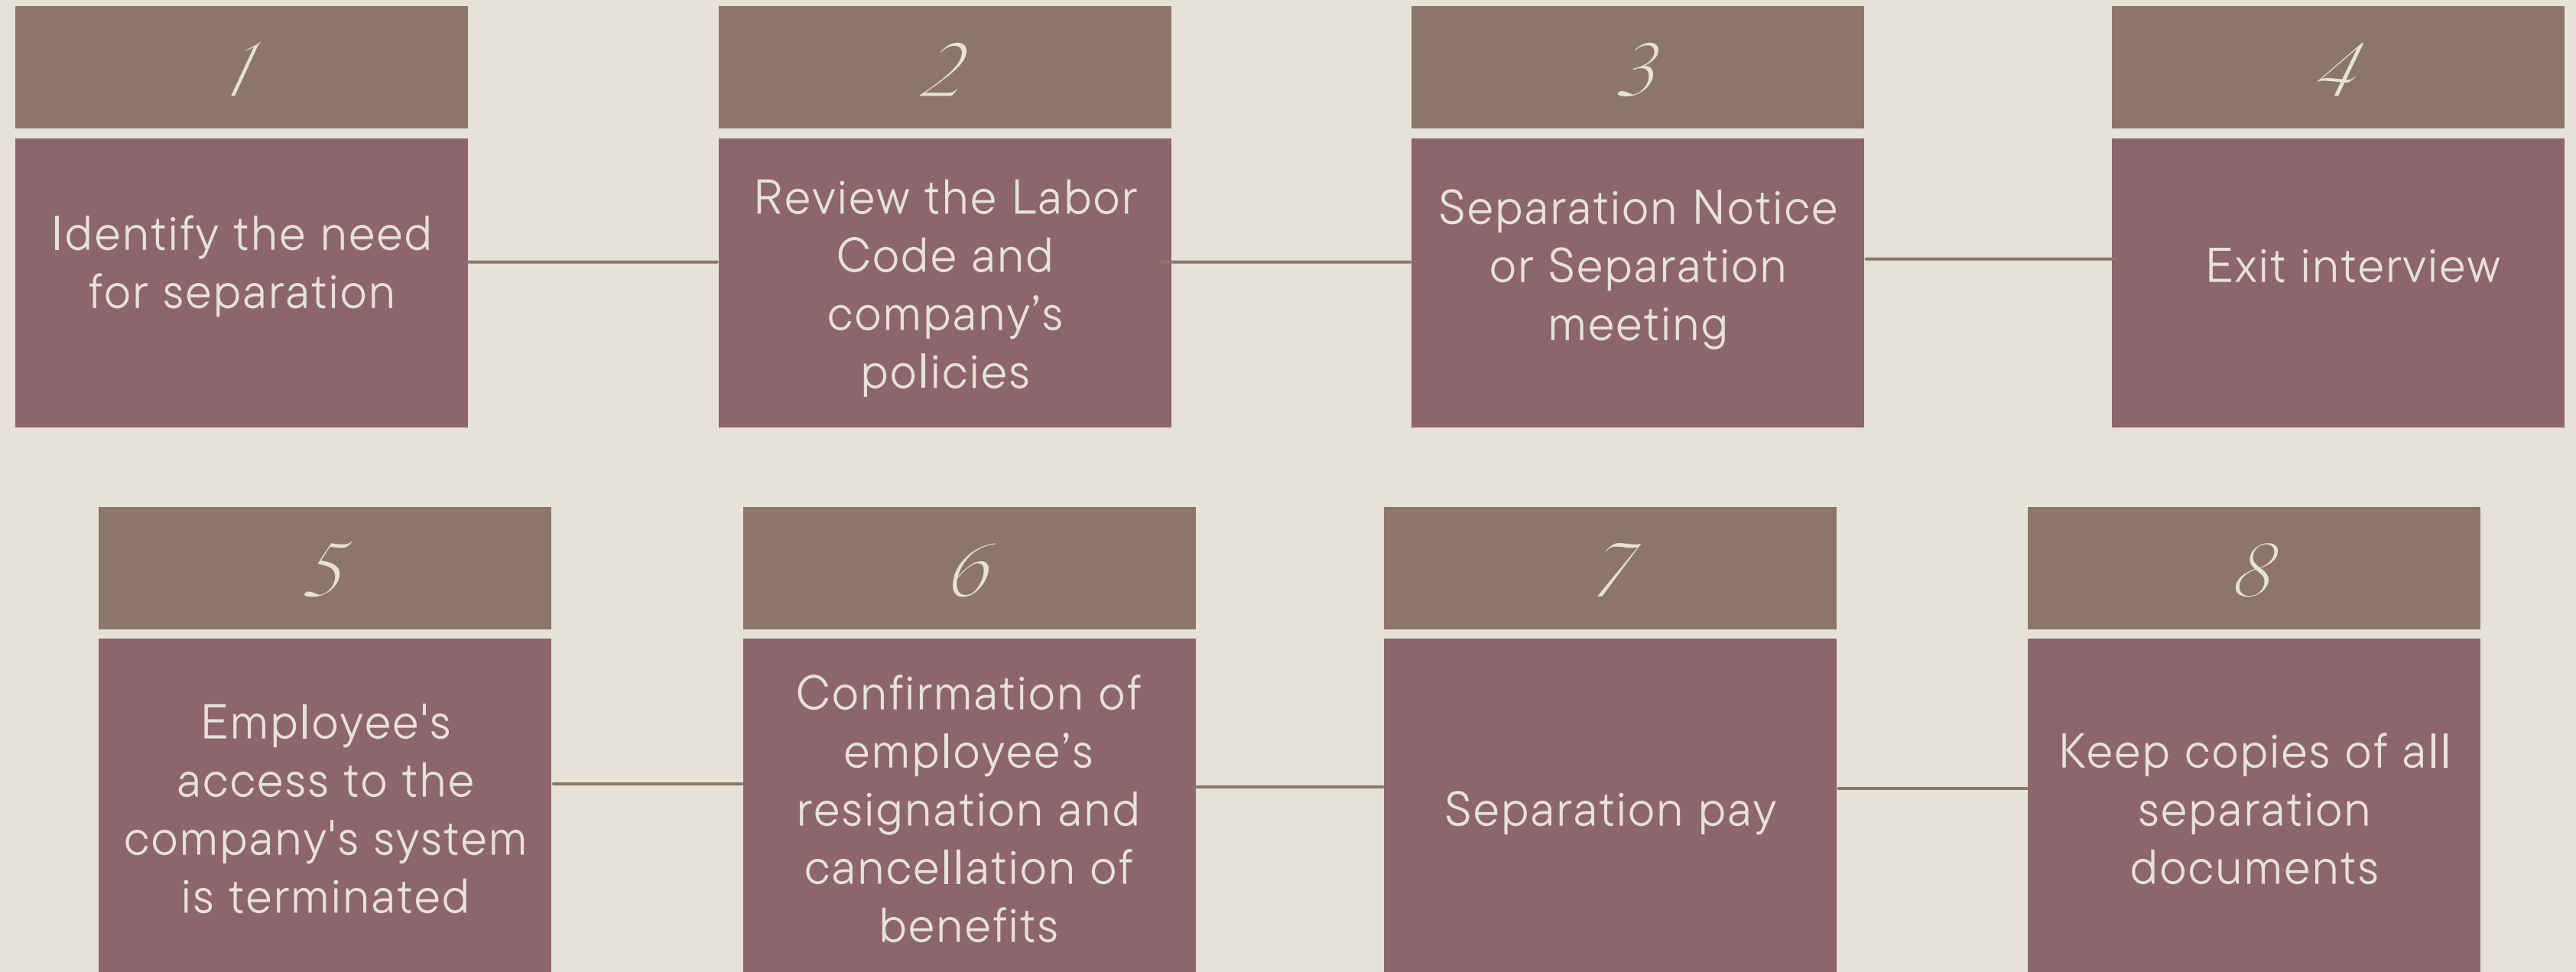 1
Identify the need
for separation
2
Review the Labor
Code and
company’s
policies
3
Separation Notice
or Separation
meeting
4
Exit interview
5
Employee's
access to the
company's system
is terminated
6
Confirmation of
employee’s
resignation and
cancellation of
benefits
7
Separation pay
8
Keep copies of all
separation
documents